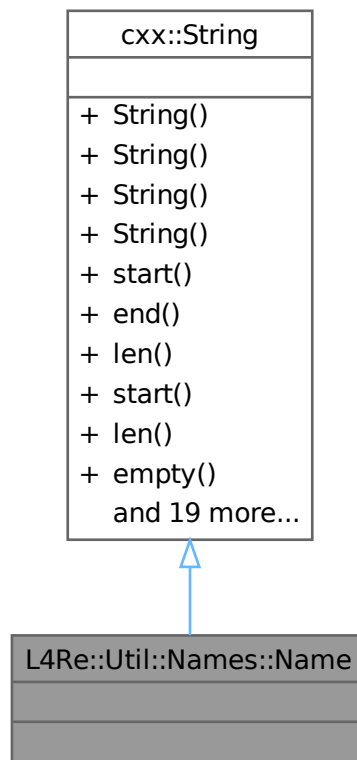 cxx::String
+ String()
+ String()
+ String()
+ String()
+ start()
+ end()
+ len()
+ start()
+ len()
+ empty()
and 19 more...
L4Re::Util::Names::Name